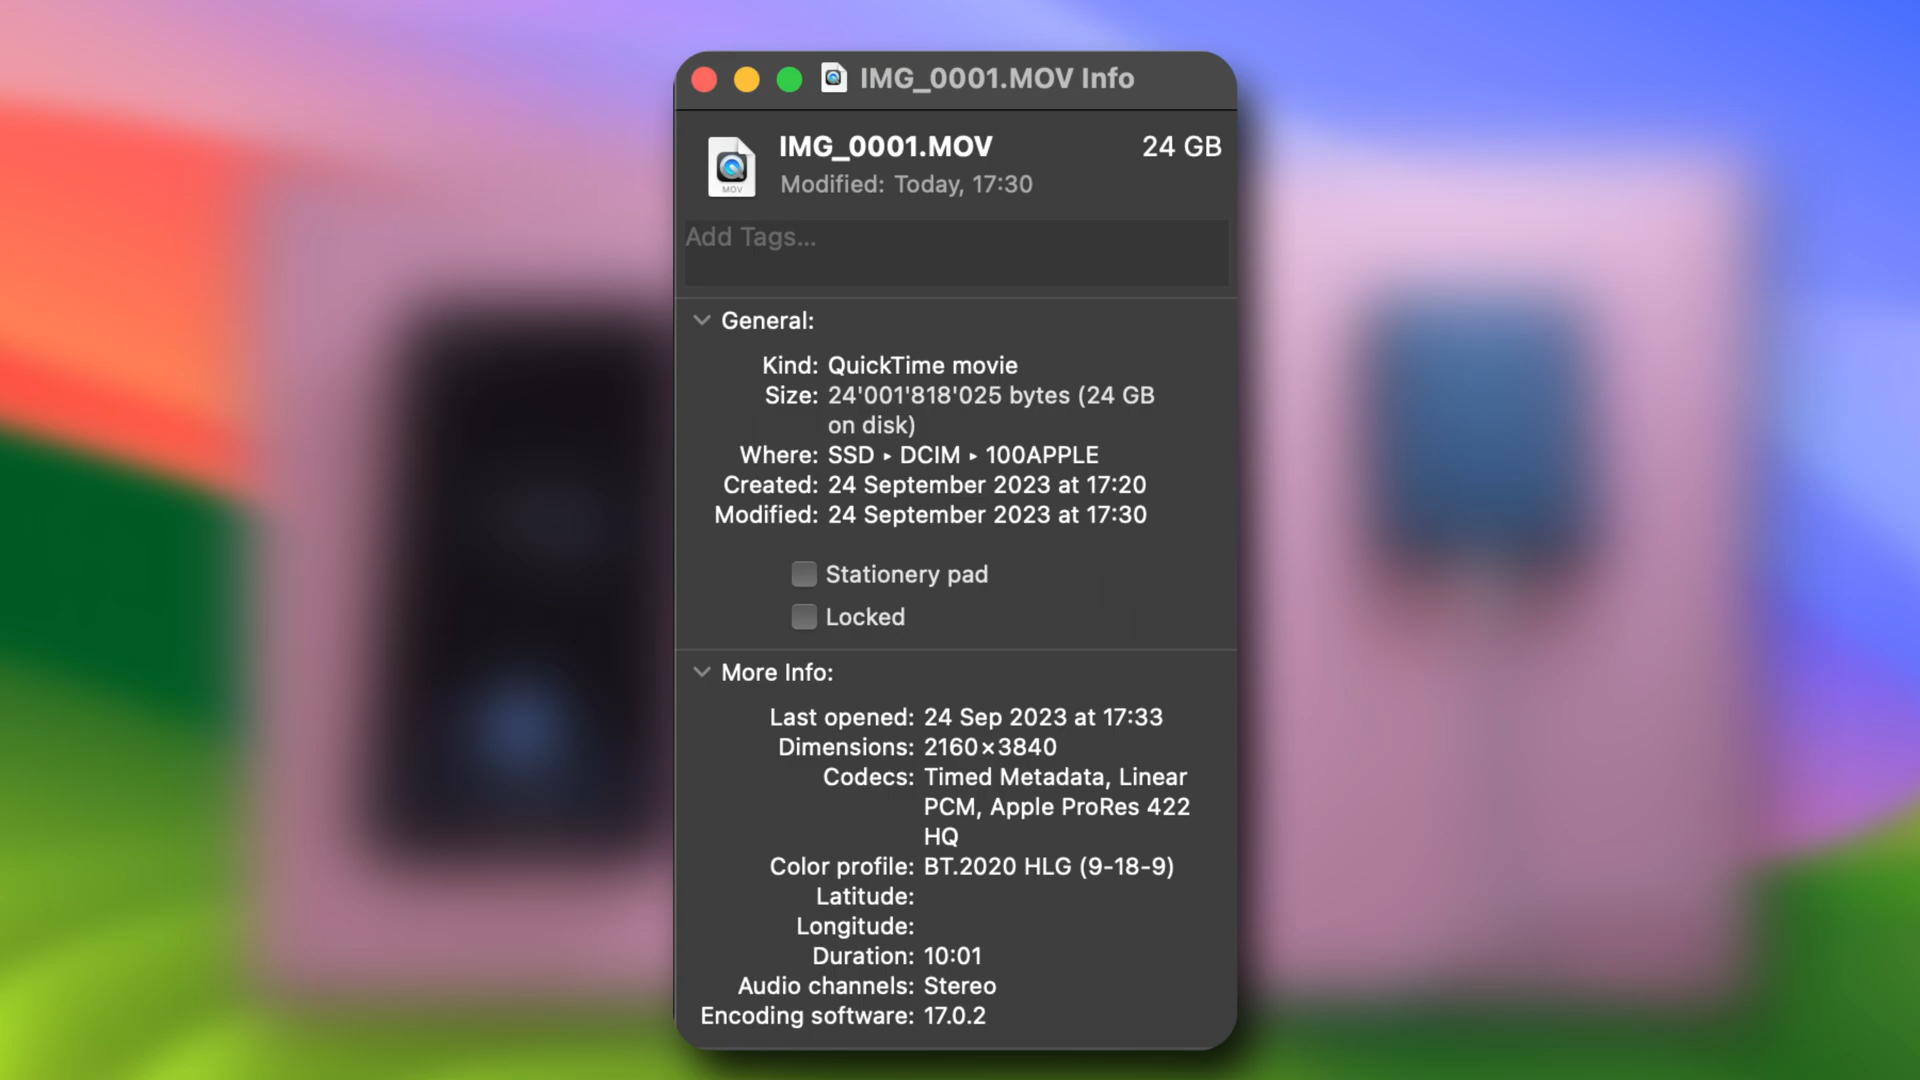 IMG_0001.MOV Info
IMG_0001.MOV 24 GB
MOV
Modified: Today, 17:30
Add Tags...
General:
Kind: QuickTime movie
Size: 24'001'818'025 bytes (24 GB
on disk)
Where: SSD ▸ DCIM ▸ 100APPLE
Created: 24 September 2023 at 17:20
Modified: 24 September 2023 at 17:30
Stationery pad
Locked
More Info:
Last opened: 24 Sep 2023 at 17:33
Dimensions: 2160×3840
Codecs: Timed Metadata, Linear
PCM, Apple ProRes 422
HQ
Color profile: BT.2020 HLG (9-18-9)
Latitude:
Longitude:
Duration: 10:01
Audio channels: Stereo
Encoding software: 17.0.2